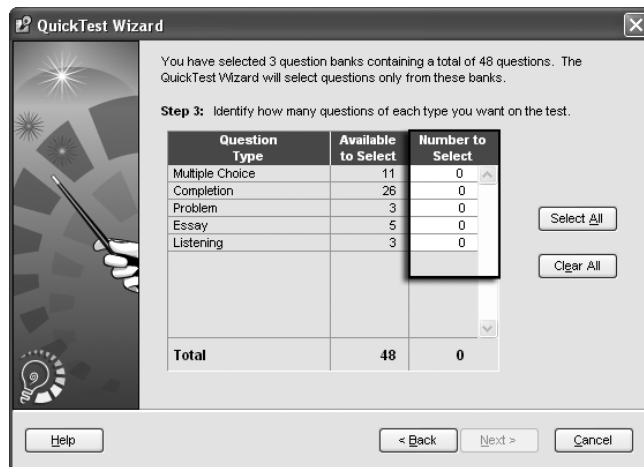 QuickTest Wizard
You have selected 3 question banks containing a total of 48 questions. The
QuickTest Wizard will select questions only from these banks.
Step 3: Identify how many questions of each type you want on the test.
Question Type Available to Select Number to Select
Multiple Choice 11 0
Completion 26 0
Problem 3 0
Essay 5 0
Listening 3 0
Total 48 0
Select All
Clear All
Help < Back Next > Cancel